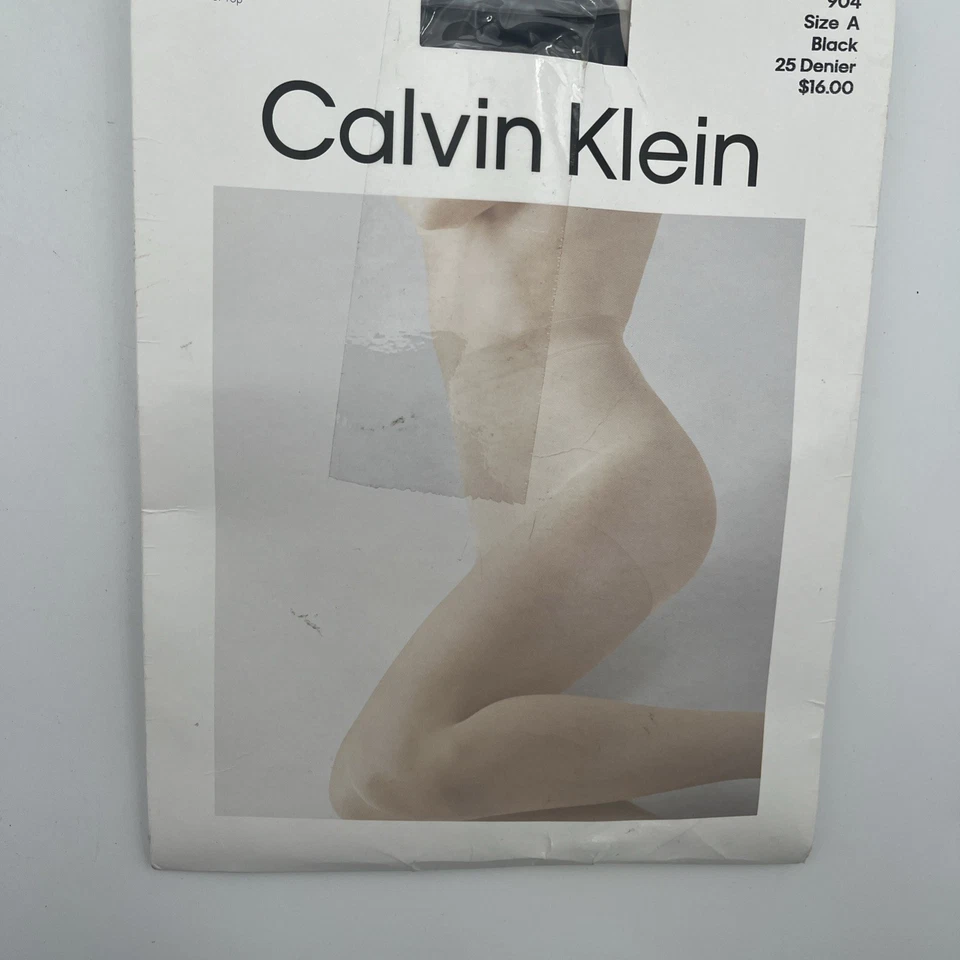 904
Size A
Black
25 Denier
$16.00
Calvin Klein